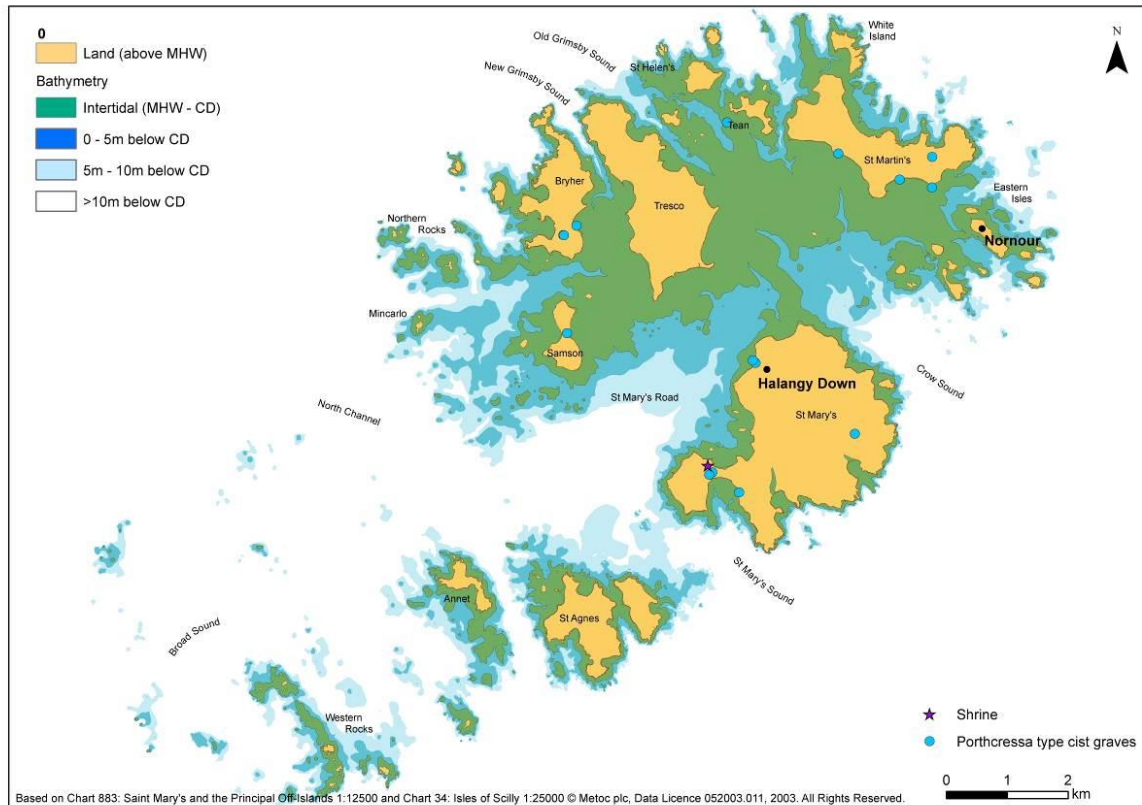 0
Land (above MHW)
Bathymetry
Intertidal (MHW - CD)
0 - 5m below CD
5m - 10m below CD
>10m below CD
N
White
Island
Old Grimsby Sound
St Helen's
New Grimsby Sound
Tean
St Martin's
Bryher
Eastern
Isles
Tresco
Northern
Rocks
Nornour
Mincarlo
Samson
Halangy Down
Crow Sound
St Mary's Road
North Channel
St Mary's
St Mary's Sound
Annet
St Agnes
Broad Sound
Western
Rocks
Shrine
Porthcressa type cist graves
0 1 2
km
Based on Chart 883: Saint Mary's and the Principal Off-Islands 1:12500 and Chart 34: Isles of Scilly 1:25000 © Metoc plc, Data Licence 052003.011, 2003. All Rights Reserved.